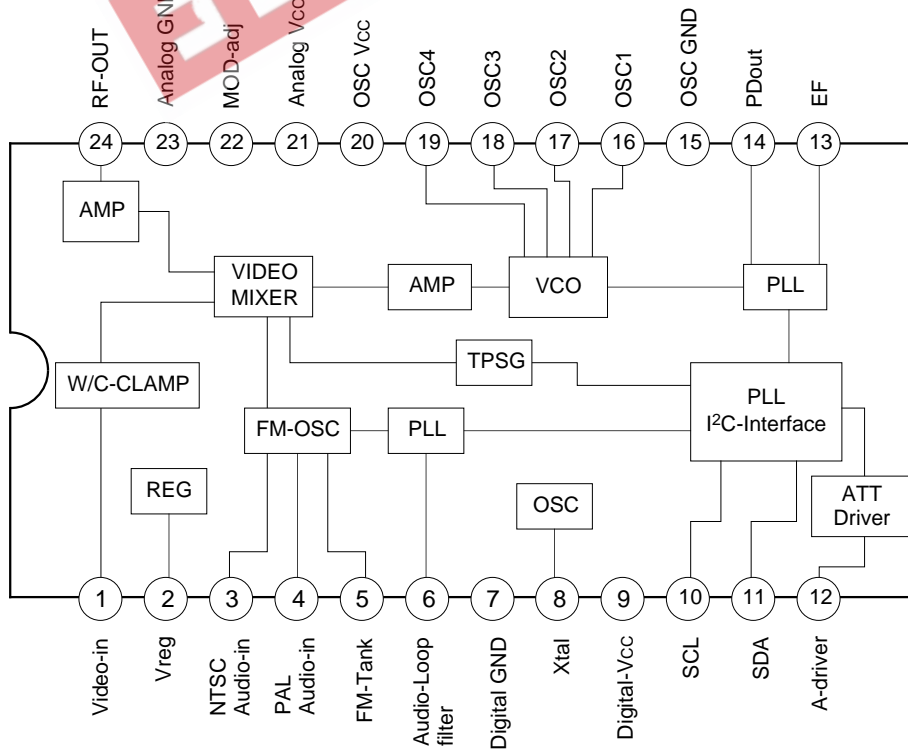 RF-OUT
Analog GND
MOD-adj
Analog Vcc
OSC Vcc
OSC4
OSC3
OSC2
OSC1
OSC GND
PDout
EF
24
23
22
21
20
19
18
17
16
15
14
13
AMP
VIDEO
MIXER
AMP
VCO
PLL
TPSG
W/C-CLAMP
PLL
I²C-Interface
FM-OSC
PLL
REG
OSC
ATT
Driver
1
2
3
4
5
6
7
8
9
10
11
12
Video-in
Vreg
NTSC
Audio-in
PAL
Audio-in
FM-Tank
Audio-Loop
filter
Digital GND
Xtal
Digital-Vcc
SCL
SDA
A-driver